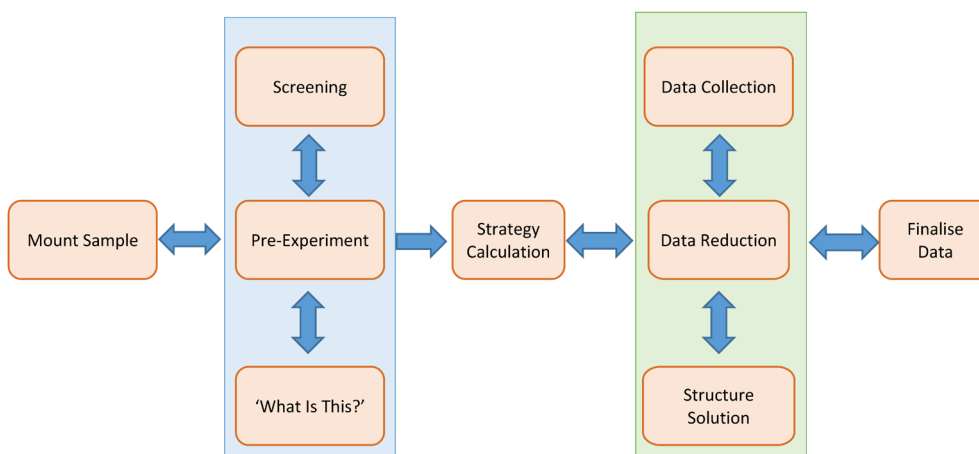 Screening
Data Collection
Mount Sample
Pre-Experiment
Strategy
Calculation
Data Reduction
Finalise
Data
‘What Is This?’
Structure
Solution